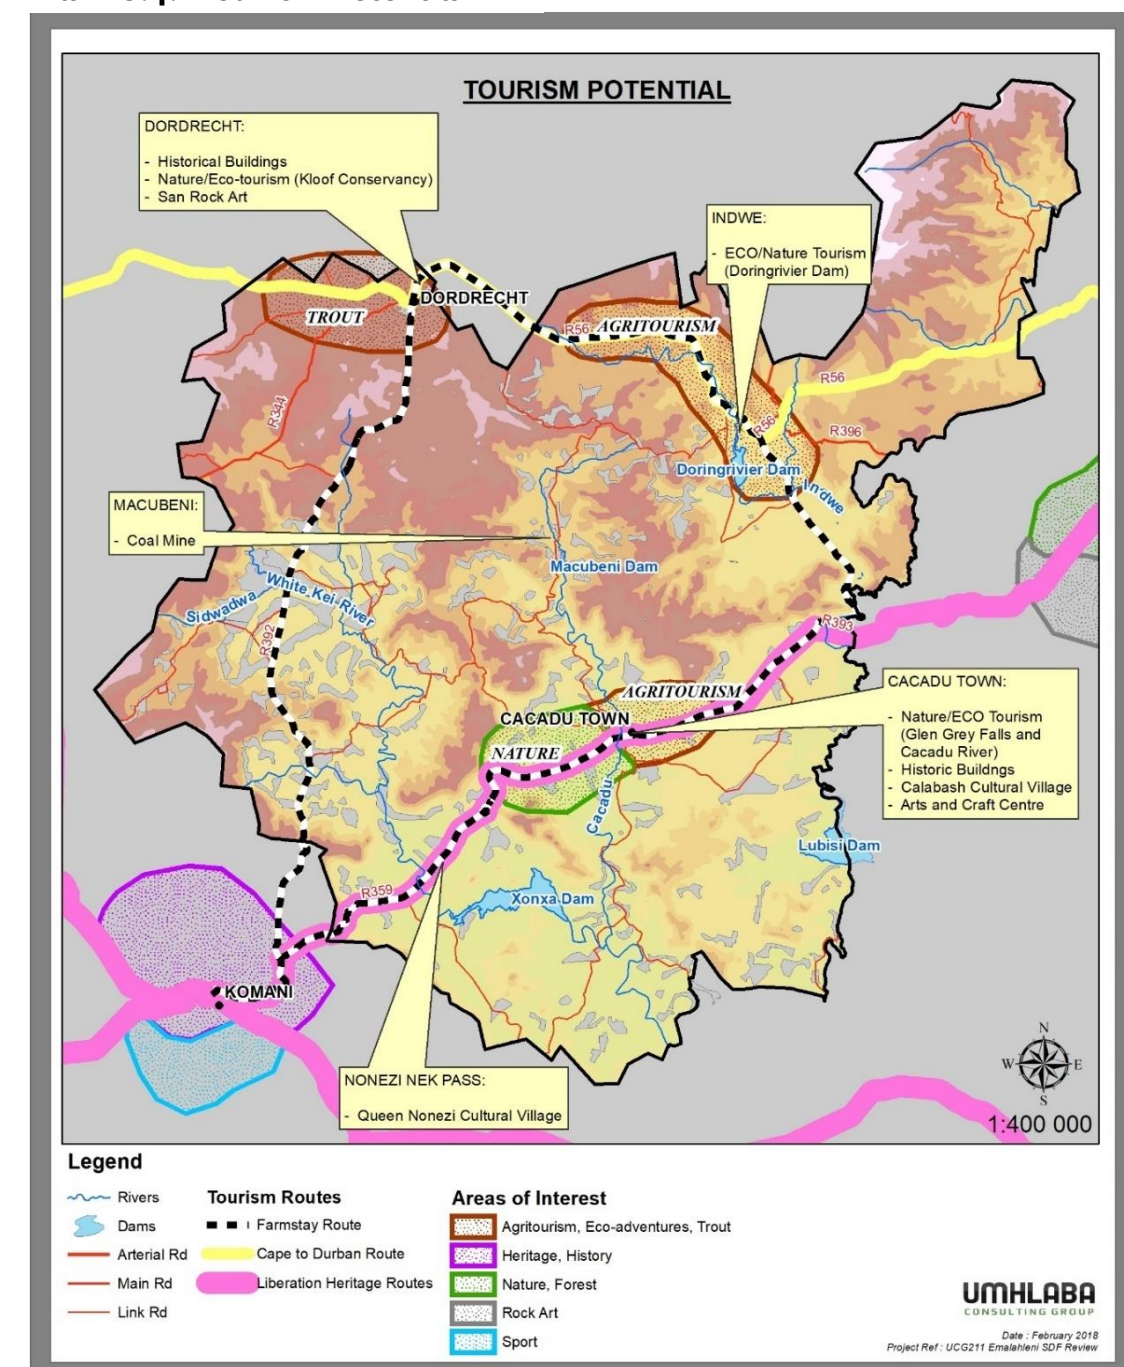 TOURISM POTENTIAL
DORDRECHT:
- Historical Buildings
- Nature/Eco-tourism (Kloof Conservancy)
- San Rock Art
INDWE:
- ECO/Nature Tourism
(Doringrivier Dam)
DORDRECHT
TROUT
R56
AGRITOURISM
R56
R344
R56
R396
Doringrivier Dam
Indwe
MACUBENI:
- Coal Mine
Macubeni Dam
White Kei River
Sidwadwa
R392
R393
AGRITOURISM
CACADU TOWN
NATURE
CACADU TOWN:
- Nature/ECO Tourism
(Glen Grey Falls and
Cacadu River)
- Historic Buildngs
- Calabash Cultural Village
- Arts and Craft Centre
Cacadu
Lubisi Dam
R359
Xonxa Dam
KOMANI
NONEZI NEK PASS:
- Queen Nonezi Cultural Village
N
W
E
S
1:400 000
Legend
Rivers
Dams
Arterial Rd
Main Rd
Link Rd
Tourism Routes
Farmstay Route
Cape to Durban Route
Liberation Heritage Routes
Areas of Interest
Agritourism, Eco-adventures, Trout
Heritage, History
Nature, Forest
Rock Art
Sport
UMHLABA
CONSULTING GROUP
Date : February 2018
Project Ref : UCG211 Emalahleni SDF Review